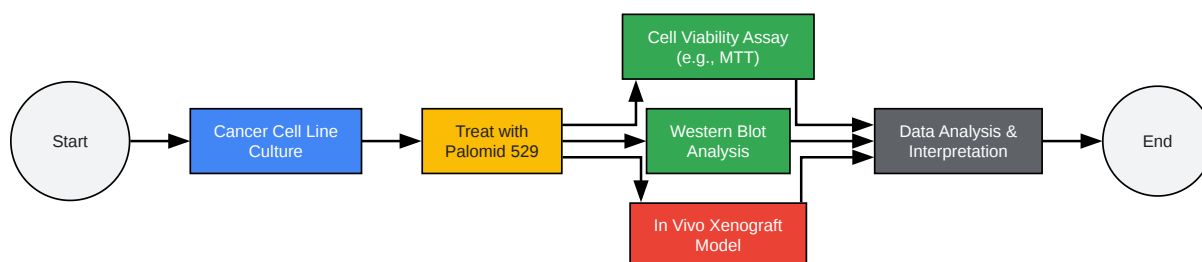 Start
Cancer Cell Line
Culture
Treat with
Palomid 529
Cell Viability Assay
(e.g., MTT)
Western Blot
Analysis
In Vivo Xenograft
Model
Data Analysis &
Interpretation
End